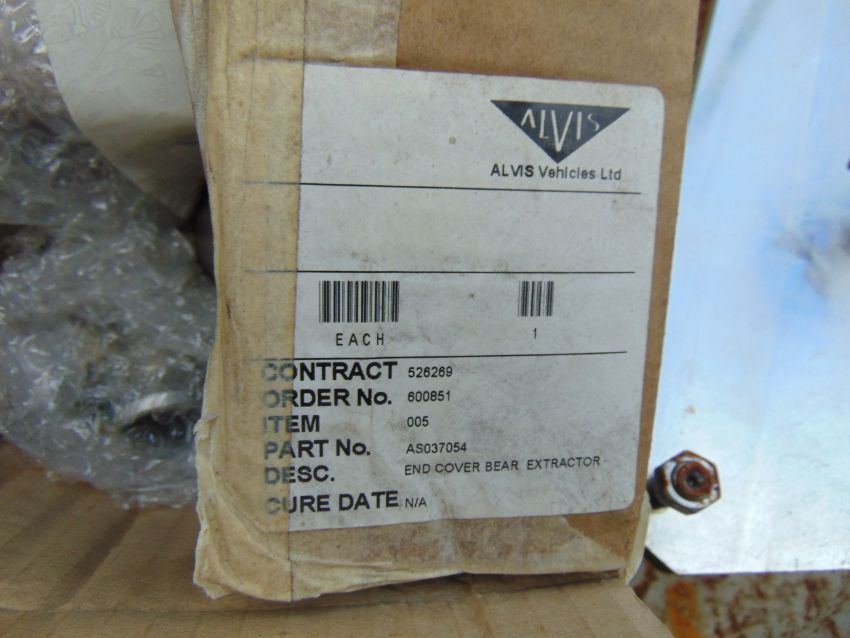 ALVIS
ALVIS Vehicles Ltd
EACH 1
CONTRACT 526269
ORDER No. 600851
ITEM 005
PART No. AS037054
DESC. END COVER BEAR EXTRACTOR
CURE DATE N/A